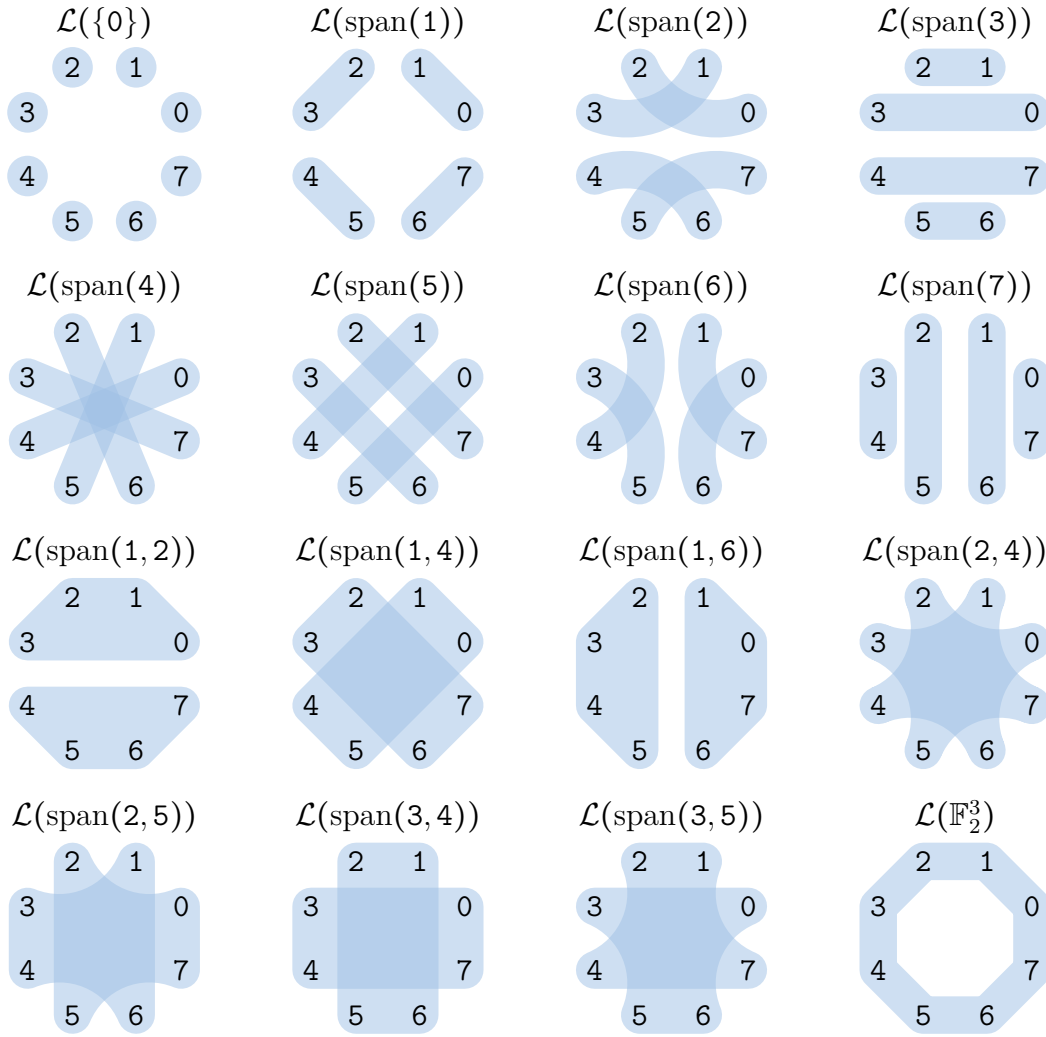 ℒ({0}) ℒ(span(1)) ℒ(span(2)) ℒ(span(3))
2 1 2 1 2 1 2 1
3 0 3 0 3 0 3 0
4 7 4 7 4 7 4 7
5 6 5 6 5 6 5 6
ℒ(span(4)) ℒ(span(5)) ℒ(span(6)) ℒ(span(7))
2 1 2 1 2 1 2 1
3 0 3 0 3 0 3 0
4 7 4 7 4 7 4 7
5 6 5 6 5 6 5 6
ℒ(span(1, 2)) ℒ(span(1, 4)) ℒ(span(1, 6)) ℒ(span(2, 4))
2 1 2 1 2 1 2 1
3 0 3 0 3 0 3 0
4 7 4 7 4 7 4 7
5 6 5 6 5 6 5 6
ℒ(span(2, 5)) ℒ(span(3, 4)) ℒ(span(3, 5)) ℒ(𝔽₂³)
2 1 2 1 2 1 2 1
3 0 3 0 3 0 3 0
4 7 4 7 4 7 4 7
5 6 5 6 5 6 5 6